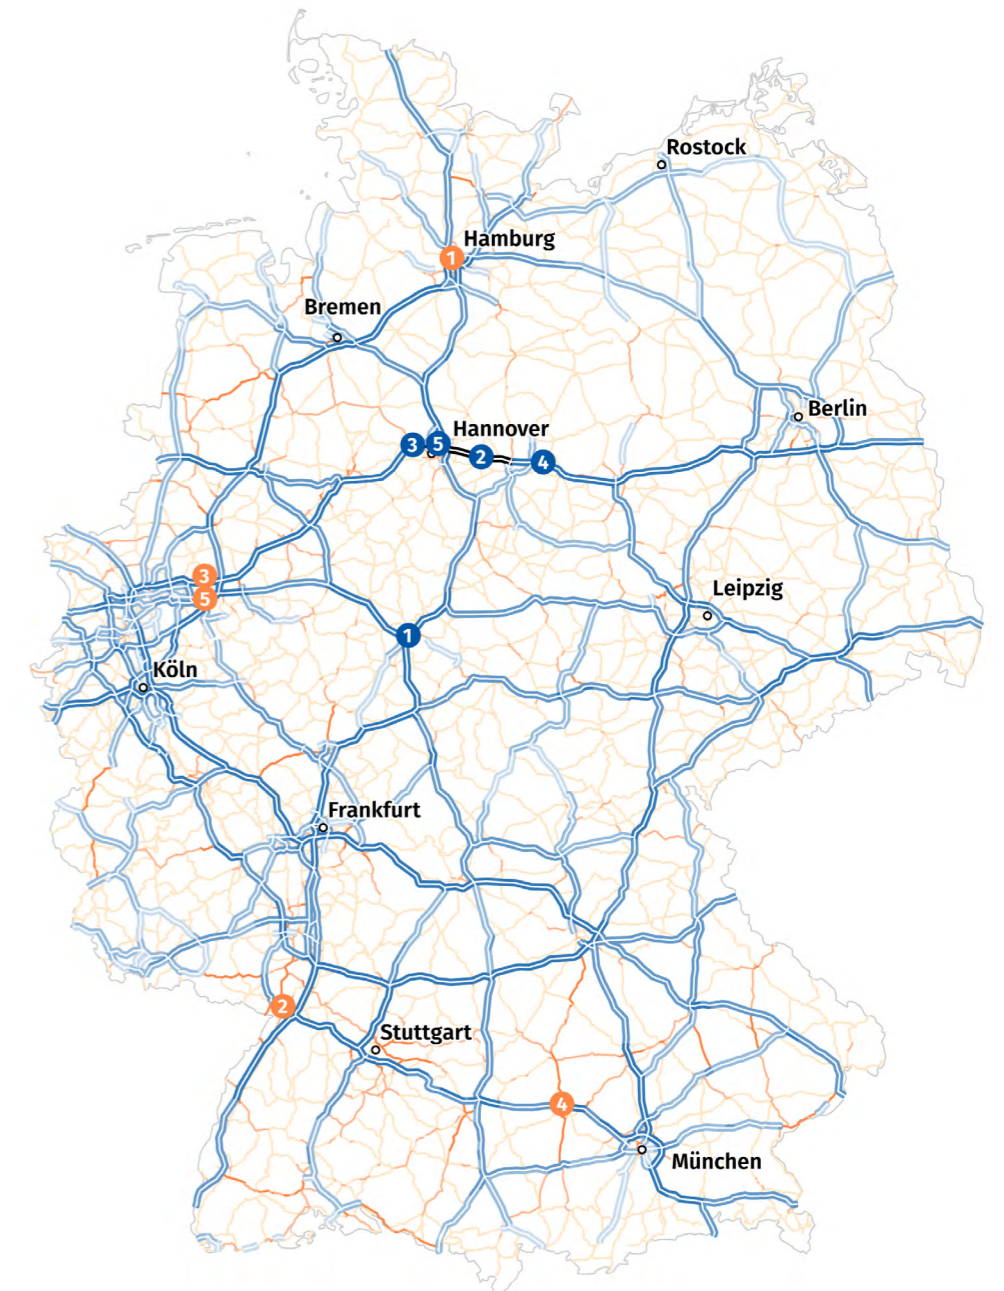 Rostock
Hamburg
1
Bremen
Berlin
Hannover
3
5
2
4
3
5
Leipzig
1
Köln
Frankfurt
2
Stuttgart
4
München